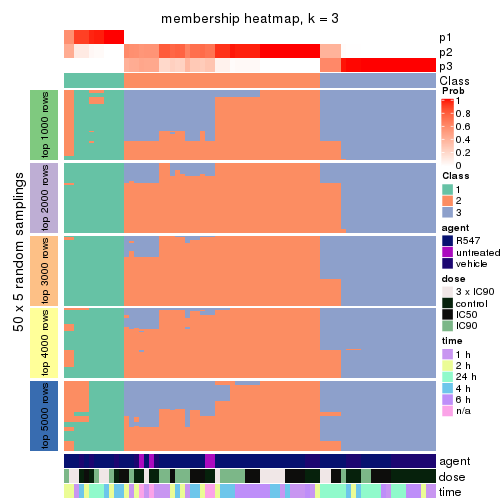 membership heatmap, k = 3
p1
p2
p3
Class
50 x 5 random samplings
top 1000 rows
top 2000 rows
top 3000 rows
top 4000 rows
top 5000 rows
agent
dose
time
Prob
1
0.8
0.6
0.4
0.2
0
Class
1
2
3
agent
R547
untreated
vehicle
dose
3 x IC90
control
IC50
IC90
time
1 h
2 h
24 h
4 h
6 h
n/a